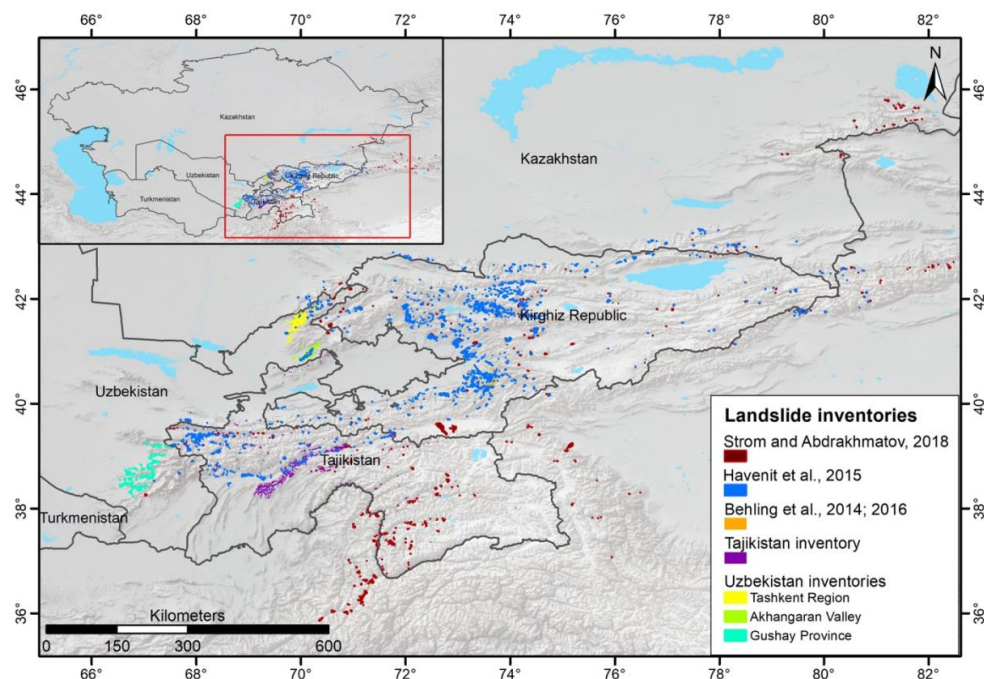 66° 68° 70° 72° 74° 76° 78° 80° 82°
N
46°
46°
Kazakhstan
Uzbekistan
Kirghiz Republic
Turkmenistan
Tajikistan
Kazakhstan
44°
44°
42°
42°
Kirghiz Republic
Uzbekistan
40°
40°
Tajikistan
38°
38°
Turkmenistan
36°
36°
Kilometers
0 150 300 600
Landslide inventories
Strom and Abdrakhmatov, 2018
Havenit et al., 2015
Behling et al., 2014; 2016
Tajikistan inventory
Uzbekistan inventories
Tashkent Region
Akhangaran Valley
Gushay Province
66° 68° 70° 72° 74° 76° 78° 80° 82°